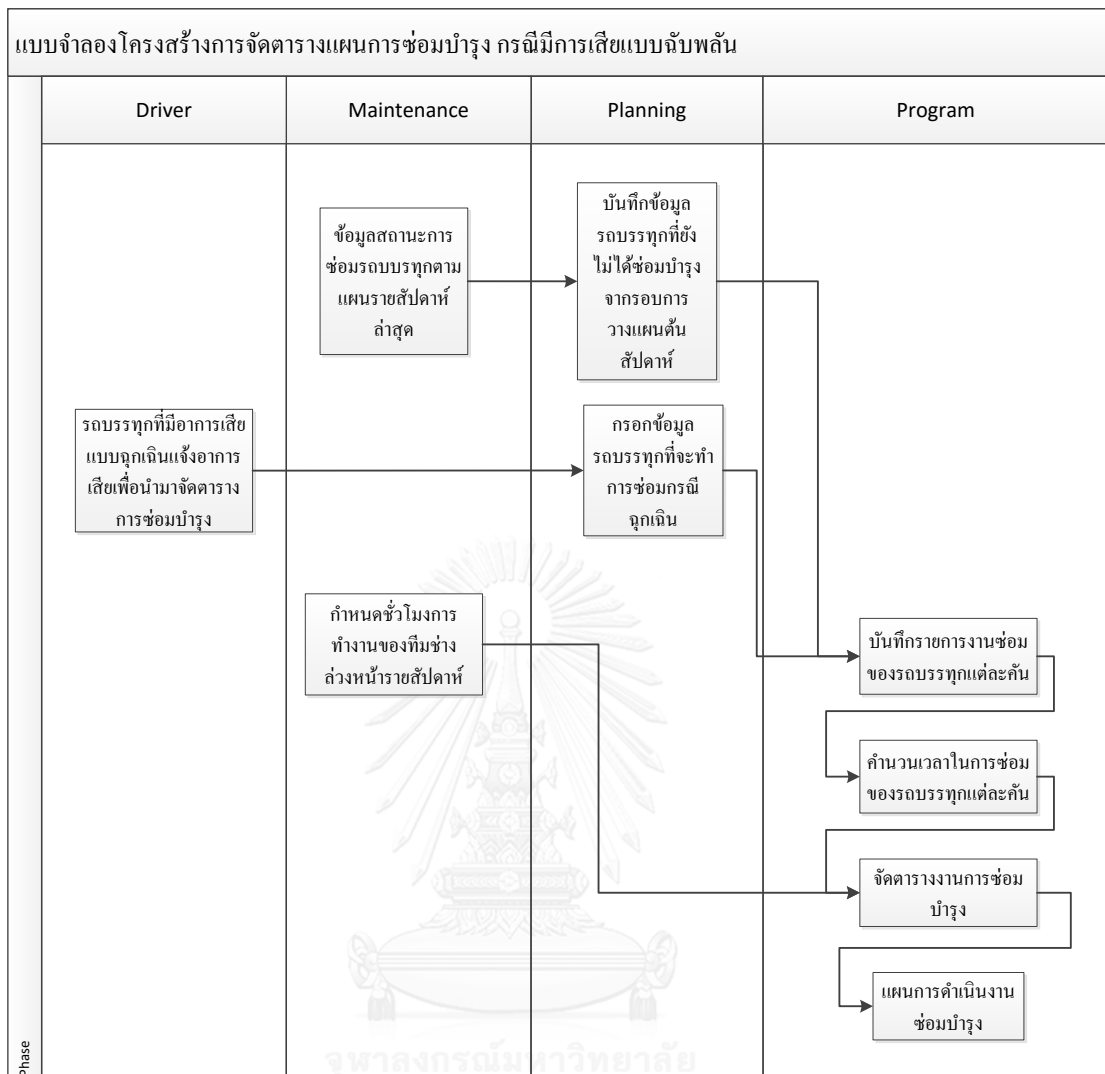 แบบจำลองโครงสร้างการจัดตารางแผนการซ่อมบำรุง กรณีมีการเสียแบบฉับพลัน
Driver
Maintenance
Planning
Program
ข้อมูลสถานะการ
ซ่อมรถบบรทุกตาม
แผนรายสัปดาห์
ล่าสุด
บันทึกข้อมูล
รถบรรทุกที่ยัง
ไม่ได้ซ่อมบำรุง
จากรอบการ
วางแผนต้น
สัปดาห์
รถบรรทุกที่มีอาการเสีย
แบบฉุกเฉินแจ้งอาการ
เสียเพื่อนำมาจัดตาราง
การซ่อมบำรุง
กรอกข้อมูล
รถบรรทุกที่จะทำ
การซ่อมกรณี
ฉุกเฉิน
กำหนดชั่วโมงการ
ทำงานของทีมช่าง
ล่วงหน้ารายสัปดาห์
บันทึกรายการงานซ่อม
ของรถบรรทุกแต่ละคัน
คำนวนเวลาในการซ่อม
ของรถบรรทุกแต่ละคัน
จัดตารางงานการซ่อม
บำรุง
แผนการดำเนินงาน
ซ่อมบำรุง
Phase
จุฬาลงกรณ์มหาวิทยาลัย